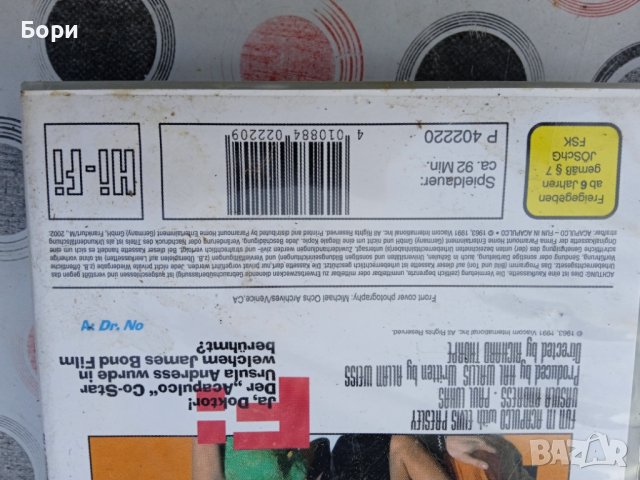 Бори
FUN IN ACAPULCO with ELVIS PRESLEY
URSULA ANDRESS · PAUL LUKAS
Produced by HAL WALLIS Written by ALLAN WEISS
Directed by RICHARD THORPE
© 1963, 1991 Viacom International Inc. All Rights Reserved.
Ja, Doktor!
Der „Acapulco“ Co-Star
Ursula Andress wurde in
welchem James Bond Film
berühmt?
A: Dr. No
Front cover photography: Michael Ochs Archives/Venice.CA
Freigegeben
ab 6 Jahren
gemäß § 7
JÖSchG
FSK
Spieldauer:
ca. 92 Min.
P 402220
4 010884 022209
Hi-Fi
BAZAR
bg